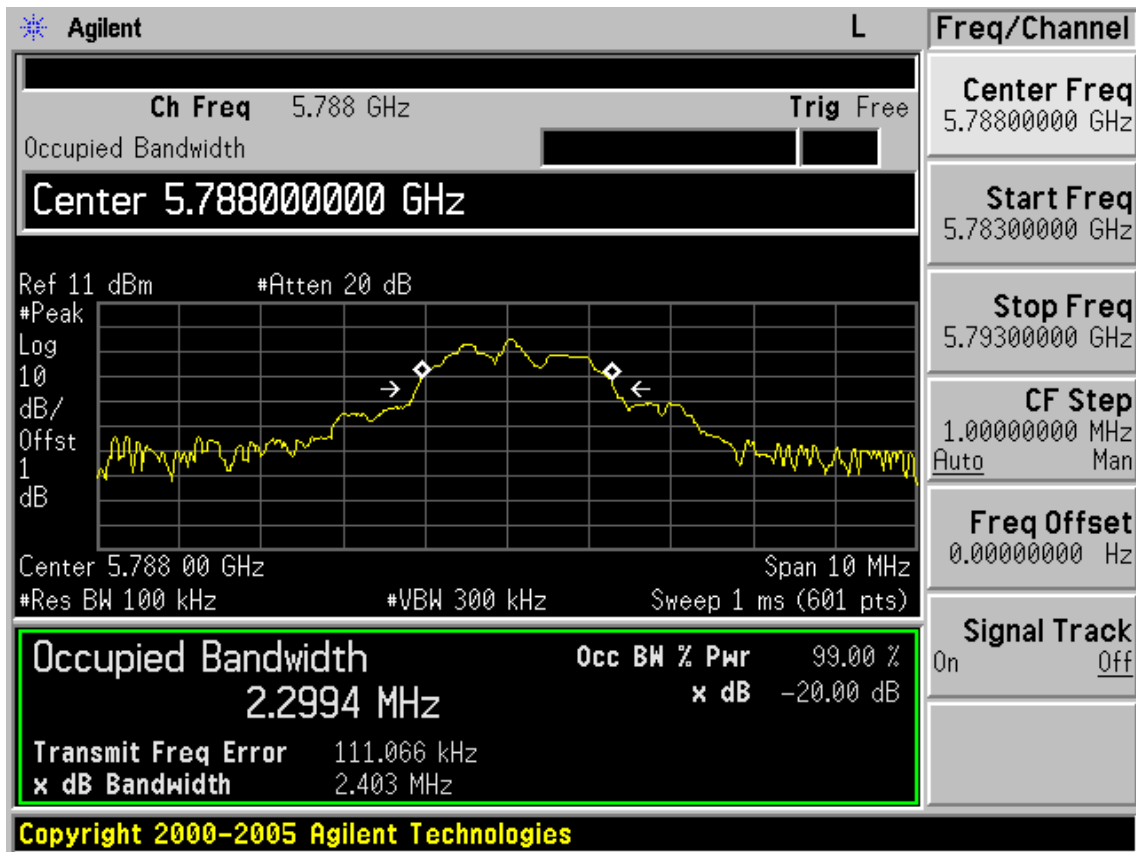 Agilent L Freq/Channel
Ch Freq 5.788 GHz Trig Free
Occupied Bandwidth
Center 5.788000000 GHz
Ref 11 dBm #Atten 20 dB
#Peak
Log
10
dB/
Offst
1
dB
Center 5.788 00 GHz Span 10 MHz
#Res BW 100 kHz #VBW 300 kHz Sweep 1 ms (601 pts)
Occupied Bandwidth Occ BW % Pwr 99.00 %
2.2994 MHz x dB -20.00 dB
Transmit Freq Error 111.066 kHz
x dB Bandwidth 2.403 MHz
Copyright 2000-2005 Agilent Technologies
Center Freq
5.78800000 GHz
Start Freq
5.78300000 GHz
Stop Freq
5.79300000 GHz
CF Step
1.00000000 MHz
Auto Man
Freq Offset
0.00000000 Hz
Signal Track
On Off